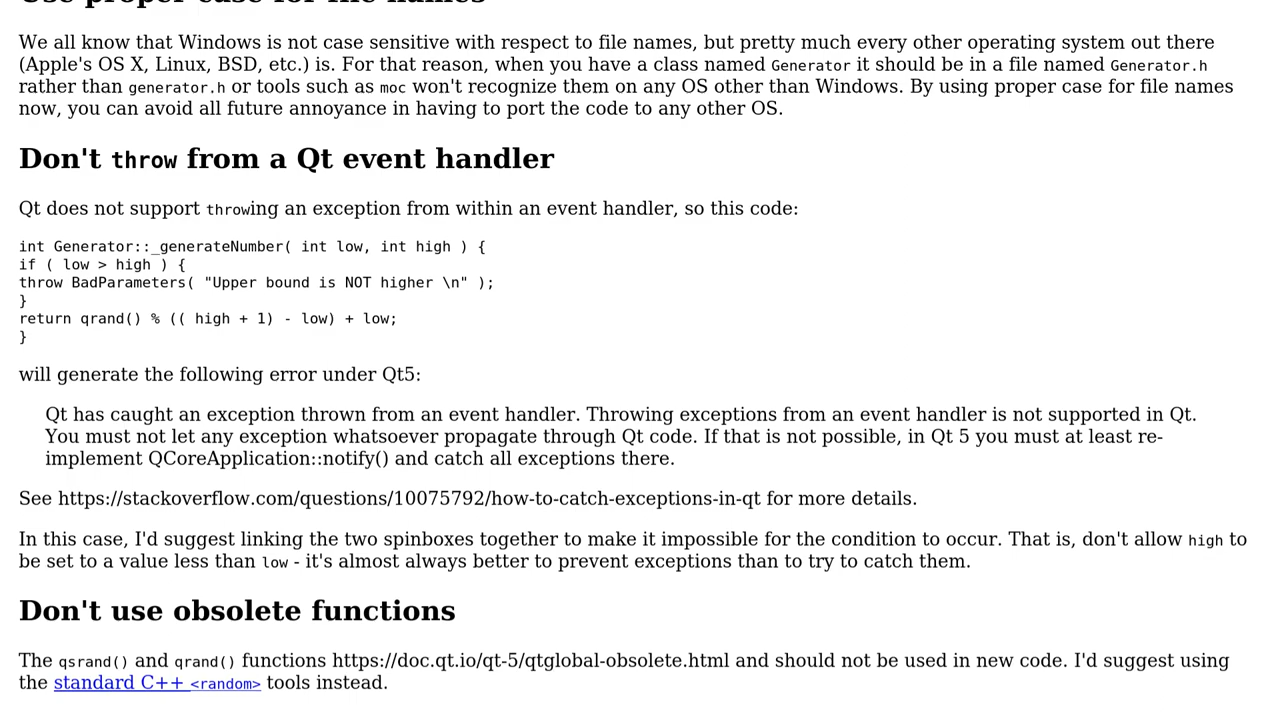 Use proper case for file names
We all know that Windows is not case sensitive with respect to file names, but pretty much every other operating system out there
(Apple's OS X, Linux, BSD, etc.) is. For that reason, when you have a class named Generator it should be in a file named Generator.h
rather than generator.h or tools such as moc won't recognize them on any OS other than Windows. By using proper case for file names
now, you can avoid all future annoyance in having to port the code to any other OS.
Don't throw from a Qt event handler
Qt does not support throwing an exception from within an event handler, so this code:
int Generator::_generateNumber( int low, int high ) {
if ( low > high ) {
throw BadParameters( "Upper bound is NOT higher \n" );
}
return qrand() % (( high + 1) - low) + low;
}
will generate the following error under Qt5:
Qt has caught an exception thrown from an event handler. Throwing exceptions from an event handler is not supported in Qt.
You must not let any exception whatsoever propagate through Qt code. If that is not possible, in Qt 5 you must at least re-
implement QCoreApplication::notify() and catch all exceptions there.
See https://stackoverflow.com/questions/10075792/how-to-catch-exceptions-in-qt for more details.
In this case, I'd suggest linking the two spinboxes together to make it impossible for the condition to occur. That is, don't allow high to
be set to a value less than low - it's almost always better to prevent exceptions than to try to catch them.
Don't use obsolete functions
The qsrand() and qrand() functions https://doc.qt.io/qt-5/qtglobal-obsolete.html and should not be used in new code. I'd suggest using
the standard C++ <random> tools instead.